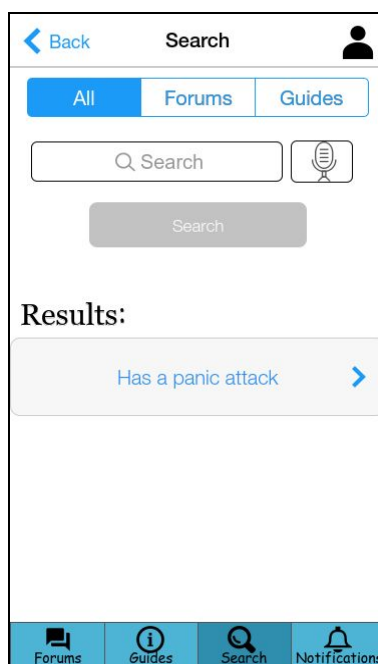 Back Search
All Forums Guides
Search
Search
Results:
Has a panic attack
Forums Guides Search Notifications